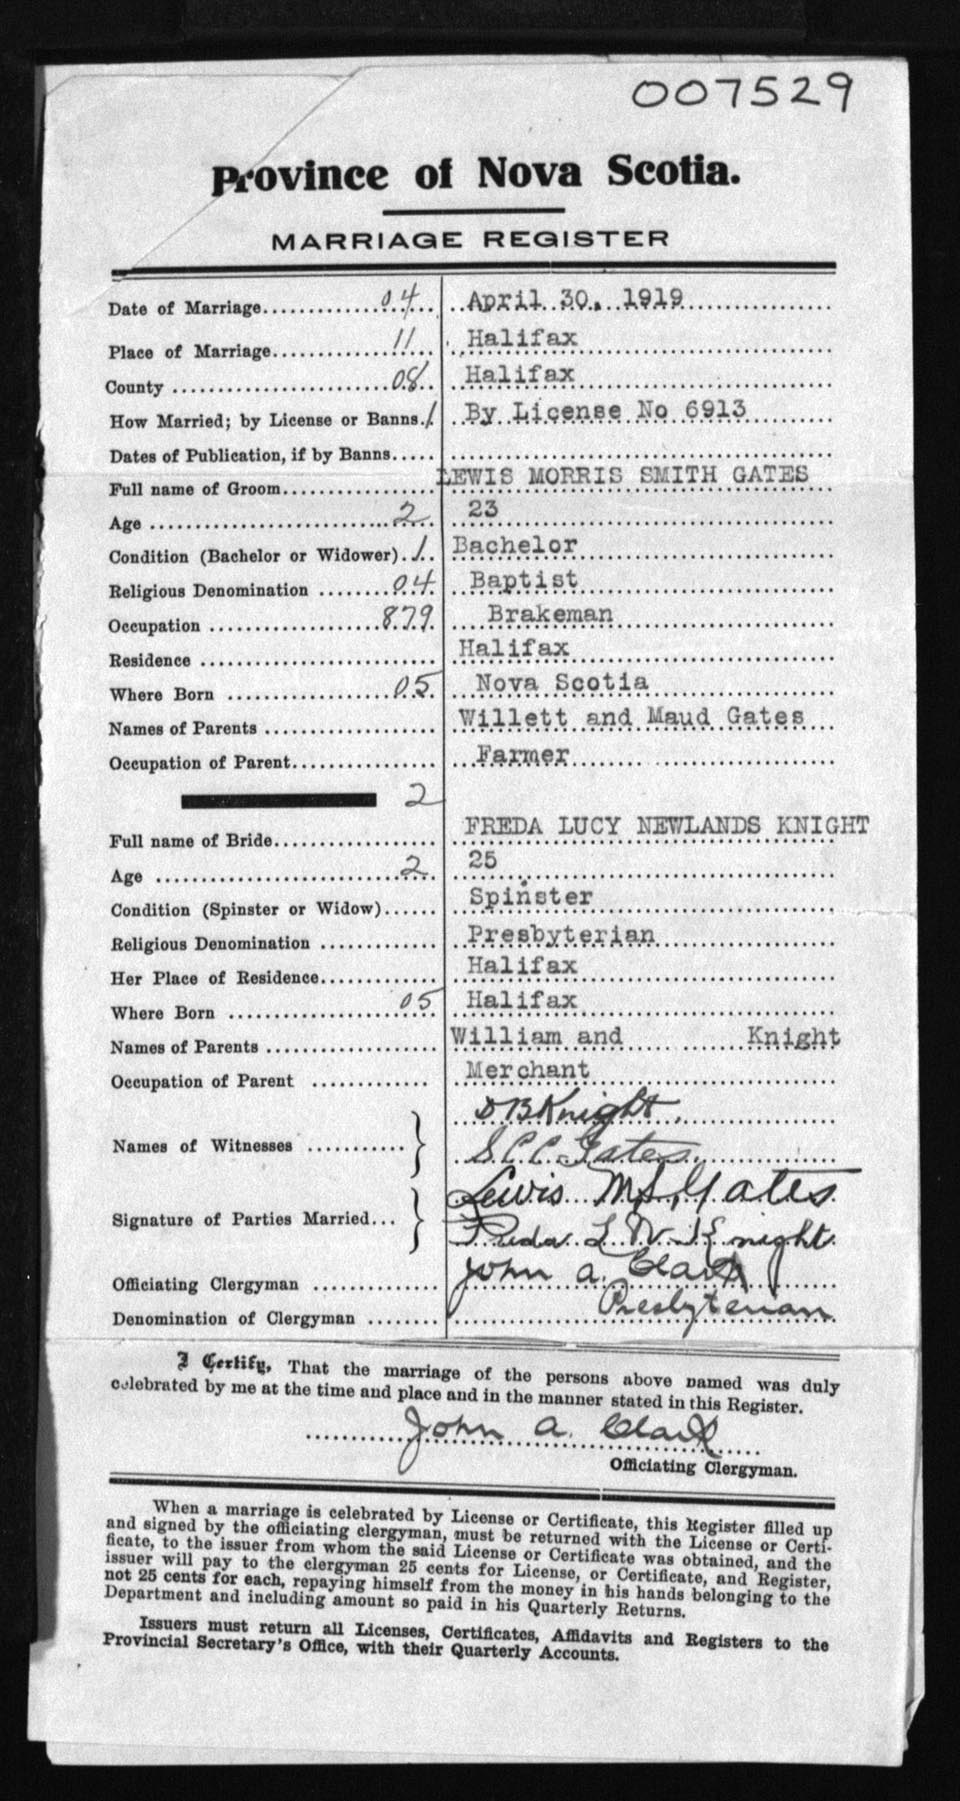 007529
Province of Nova Scotia.
MARRIAGE REGISTER
Date of Marriage 04 April 30, 1919
Place of Marriage 11 Halifax
County 08 Halifax
How Married; by License or Banns. 1 By License No 6913
Dates of Publication, if by Banns
Full name of Groom LEWIS MORRIS SMITH GATES
Age 2 23
Condition (Bachelor or Widower) 1 Bachelor
Religious Denomination 04 Baptist
Occupation 879 Brakeman
Residence Halifax
Where Born 05 Nova Scotia
Names of Parents Willett and Maud Gates
Occupation of Parent Farmer
2
Full name of Bride FREDA LUCY NEWLANDS KNIGHT
Age 2 25
Condition (Spinster or Widow) Spinster
Religious Denomination Presbyterian
Her Place of Residence Halifax
Where Born 05 Halifax
Names of Parents William and Knight
Occupation of Parent Merchant
Names of Witnesses D B Knight.
Gates
Signature of Parties Married Lewis M S Gates
Freda L N Knight
Officiating Clergyman John A. Clark
Denomination of Clergyman Presbyterian
I Certify, That the marriage of the persons above named was duly
celebrated by me at the time and place and in the manner stated in this Register.
John A. Clark
Officiating Clergyman.
When a marriage is celebrated by License or Certificate, this Register filled up
and signed by the officiating clergyman, must be returned with the License or Certi-
ficate, to the issuer from whom the said License or Certificate was obtained, and the
issuer will pay to the clergyman 25 cents for License, or Certificate, and Register,
not 25 cents for each, repaying himself from the money in his hands belonging to the
Department and including amount so paid in his Quarterly Returns.
Issuers must return all Licenses, Certificates, Affidavits and Registers to the
Provincial Secretary's Office, with their Quarterly Accounts.